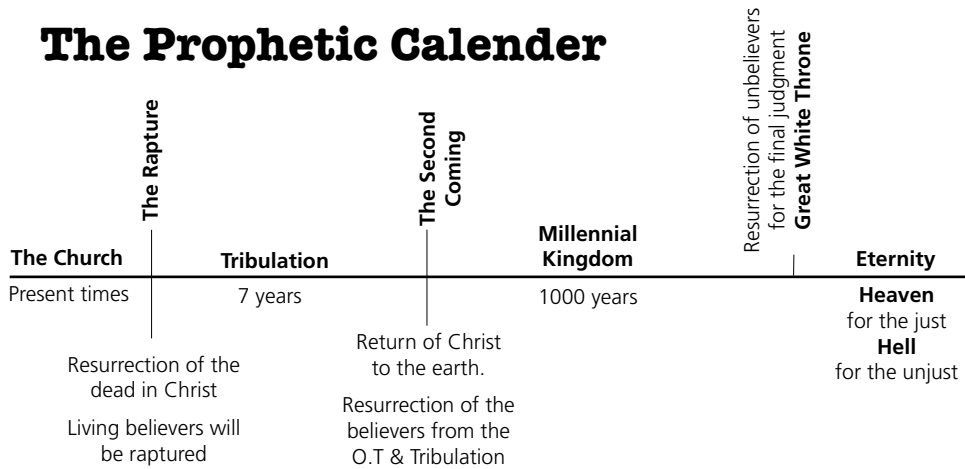 The Prophetic Calender
The Rapture
The Second
Coming
Resurrection of unbelievers
for the final judgment
Great White Throne
The Church
Tribulation
Millennial
Kingdom
Eternity
Present times
7 years
1000 years
Heaven
for the just
Hell
for the unjust
Resurrection of the
dead in Christ
Living believers will
be raptured
Return of Christ
to the earth.
Resurrection of the
believers from the
O.T & Tribulation